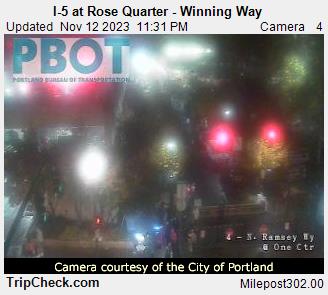 I-5 at Rose Quarter - Winning Way
Updated Nov 12 2023 11:31 PM Camera 4
PBOT
PORTLAND BUREAU OF TRANSPORTATION
4 - N. Ramsey Wy
@ One Ctr
Camera courtesy of the City of Portland
TripCheck.com Milepost302.00